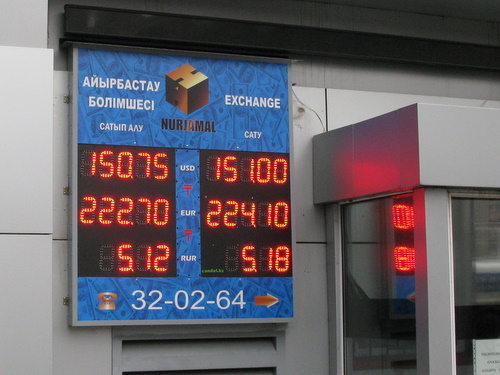 АЙЫРБАСТАУ
БӨЛІМШЕСІ
NURJAMAL
EXCHANGE
САТЫП АЛУ
САТУ
150.75 USD 151.00
222.70 EUR 224.10
5.12 RUR 5.18
32-02-64